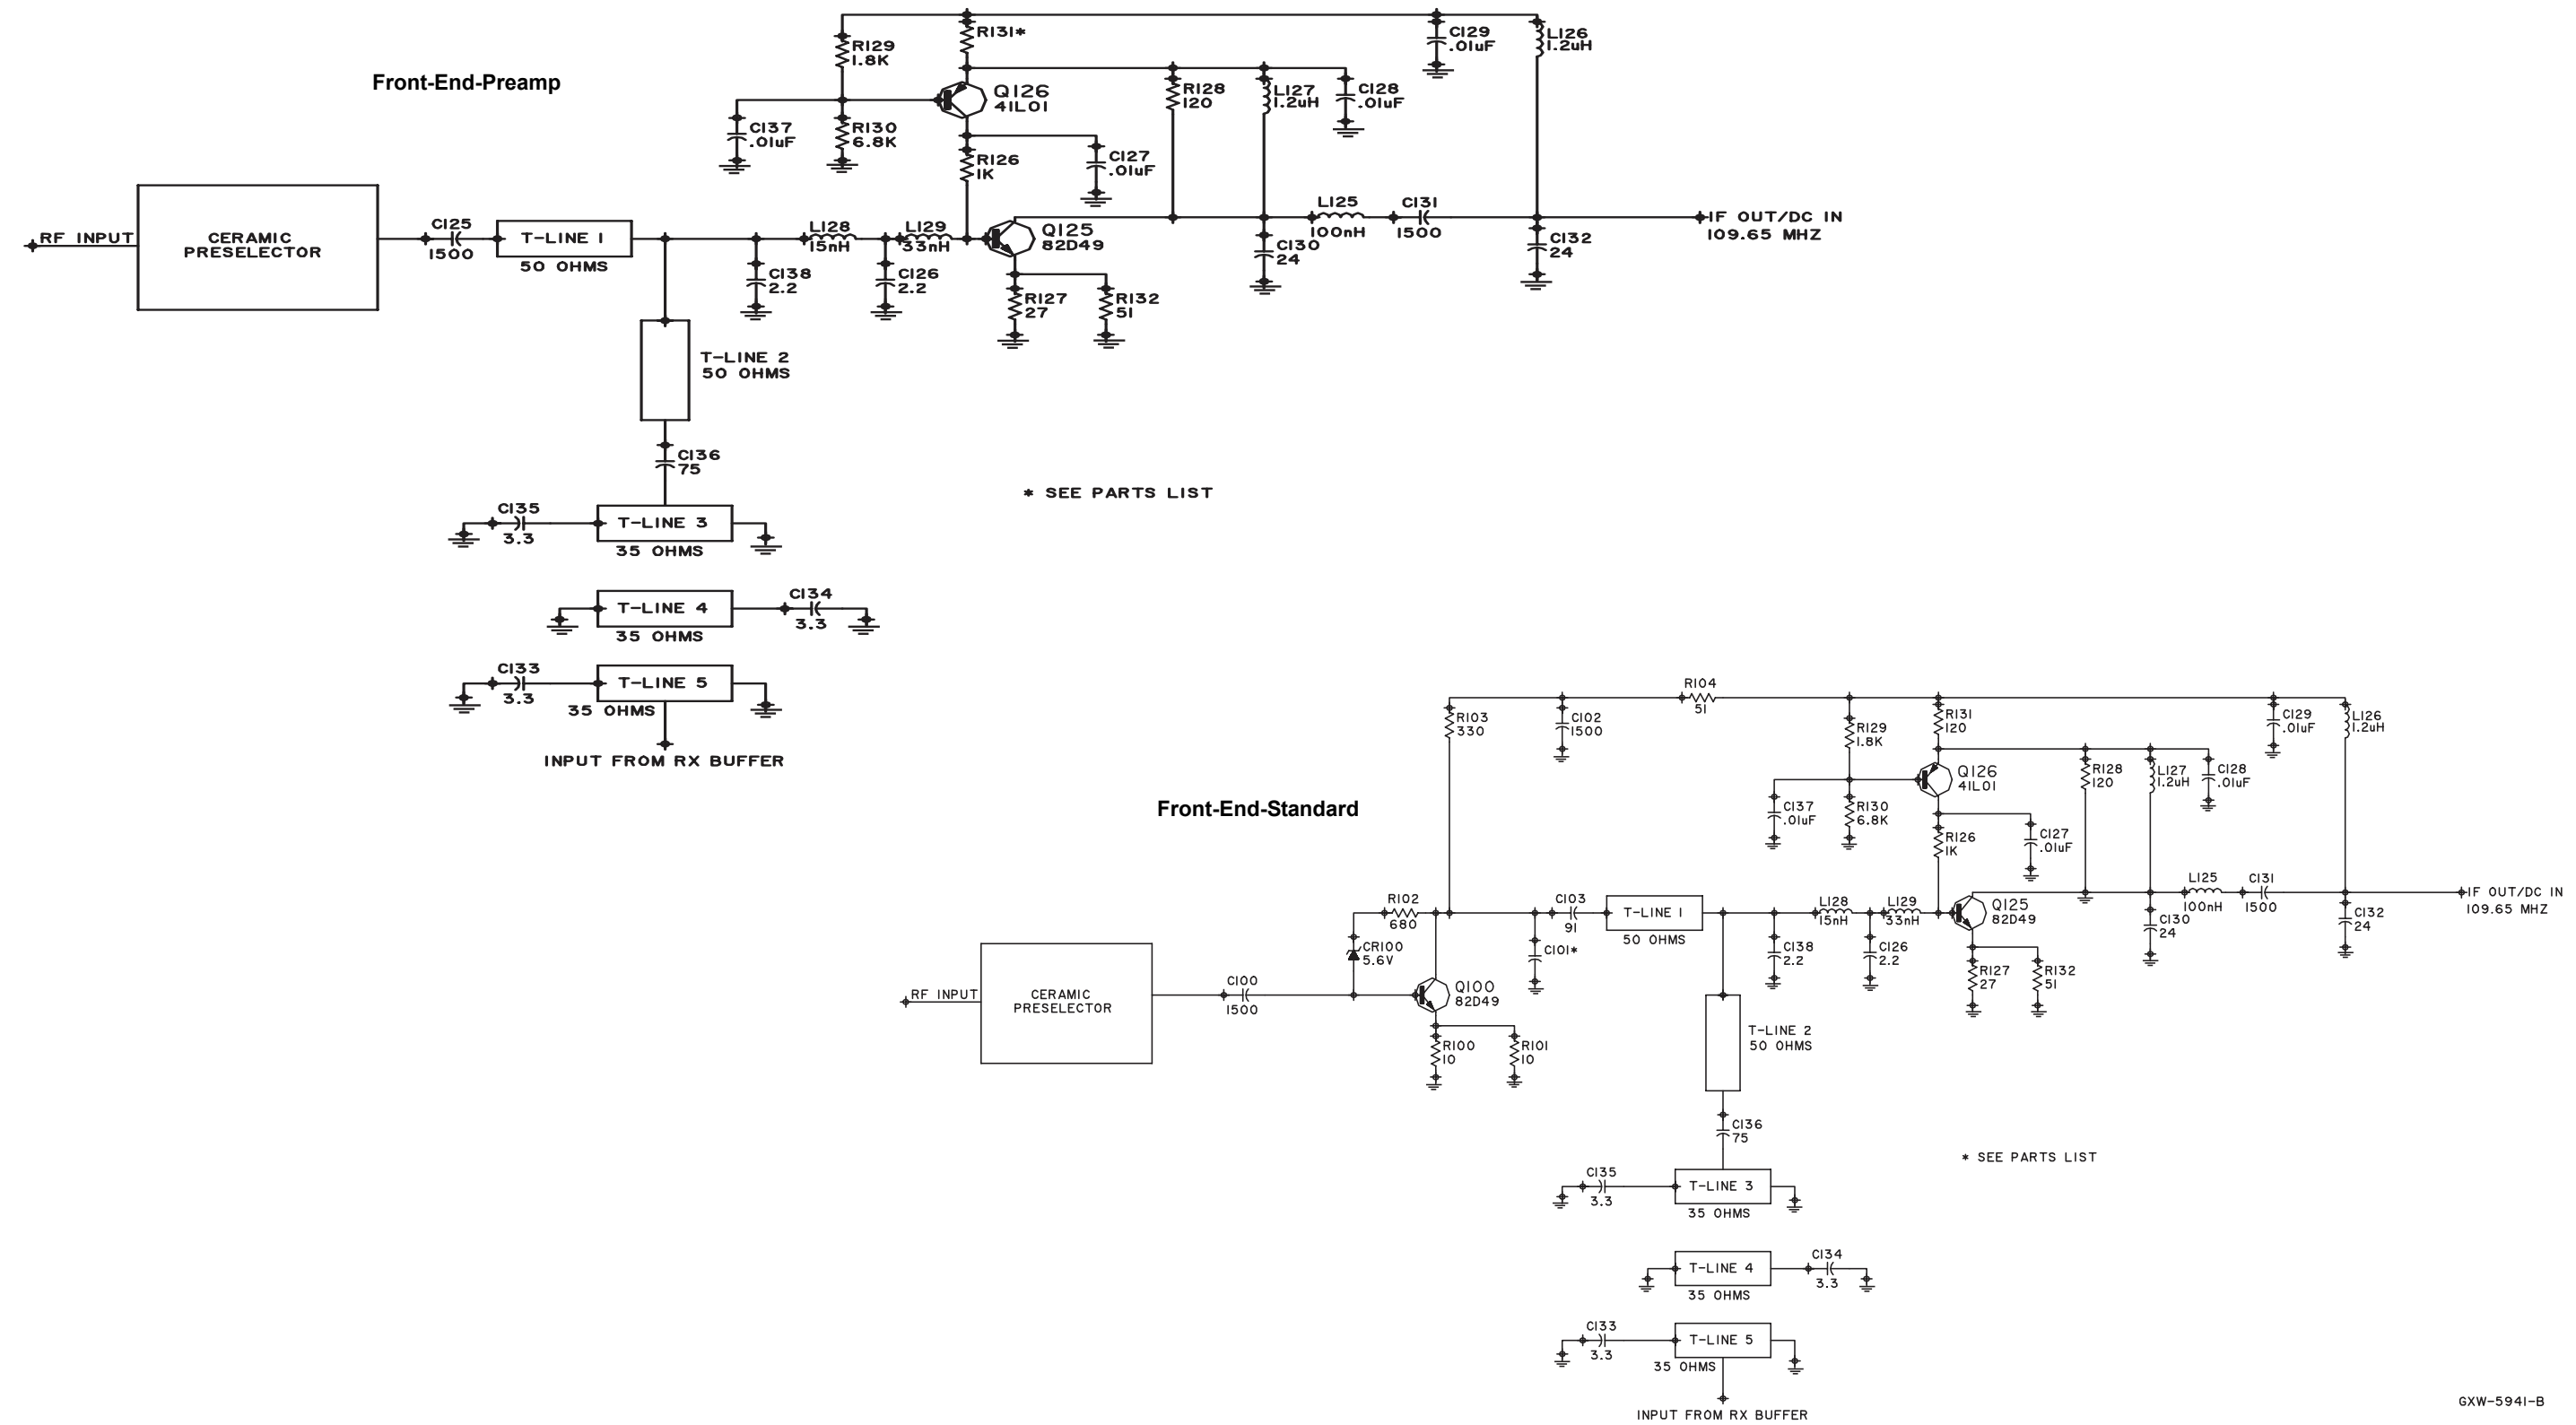 Front-End-Preamp
R131*
R129
1.8K
C129
.01uF
L126
1.2uH
Q126
41L01
R128
120
L127
1.2uH
C128
.01uF
C137
.01uF
R130
6.8K
R126
1K
C127
.01uF
RF INPUT
CERAMIC
PRESELECTOR
C125
1500
T-LINE 1
50 OHMS
L128
15nH
L129
33nH
Q125
82D49
L125
100nH
C131
1500
IF OUT/DC IN
109.65 MHZ
C138
2.2
C126
2.2
R127
27
R132
51
C130
24
C132
24
T-LINE 2
50 OHMS
C136
75
* SEE PARTS LIST
C135
3.3
T-LINE 3
35 OHMS
T-LINE 4
35 OHMS
C134
3.3
C133
3.3
T-LINE 5
35 OHMS
INPUT FROM RX BUFFER
Front-End-Standard
R104
51
R103
330
C102
1500
R129
1.8K
R131
120
C129
.01uF
L126
1.2uH
Q126
41L01
R128
120
L127
1.2uH
C128
.01uF
C137
.01uF
R130
6.8K
R126
1K
C127
.01uF
R102
680
C103
91
T-LINE 1
50 OHMS
L128
15nH
L129
33nH
Q125
82D49
L125
100nH
C131
1500
IF OUT/DC IN
109.65 MHZ
CR100
5.6V
C101*
C138
2.2
C126
2.2
R127
27
R132
51
C130
24
C132
24
RF INPUT
CERAMIC
PRESELECTOR
C100
1500
Q100
82D49
R100
10
R101
10
T-LINE 2
50 OHMS
C136
75
* SEE PARTS LIST
C135
3.3
T-LINE 3
35 OHMS
T-LINE 4
35 OHMS
C134
3.3
C133
3.3
T-LINE 5
35 OHMS
INPUT FROM RX BUFFER
GXW-5941-B